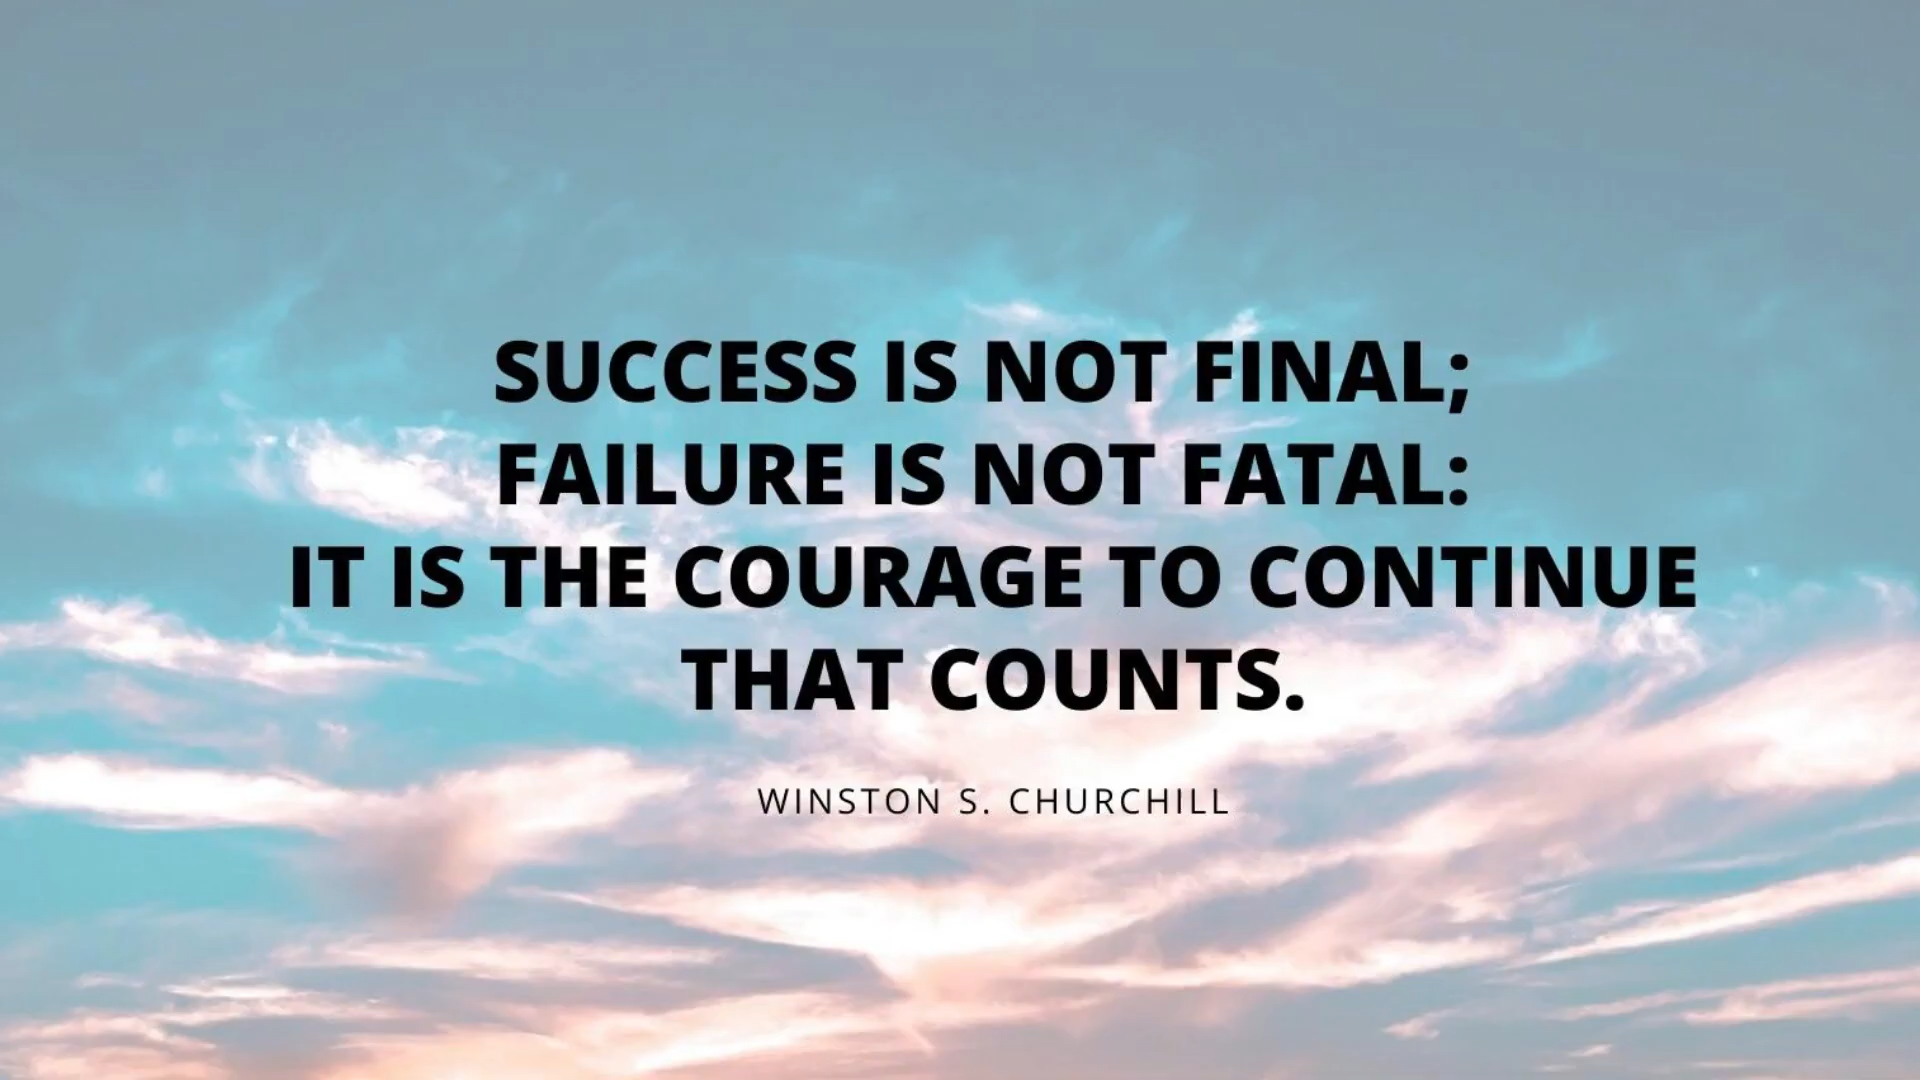 SUCCESS IS NOT FINAL;
FAILURE IS NOT FATAL:
IT IS THE COURAGE TO CONTINUE
THAT COUNTS.
WINSTON S. CHURCHILL